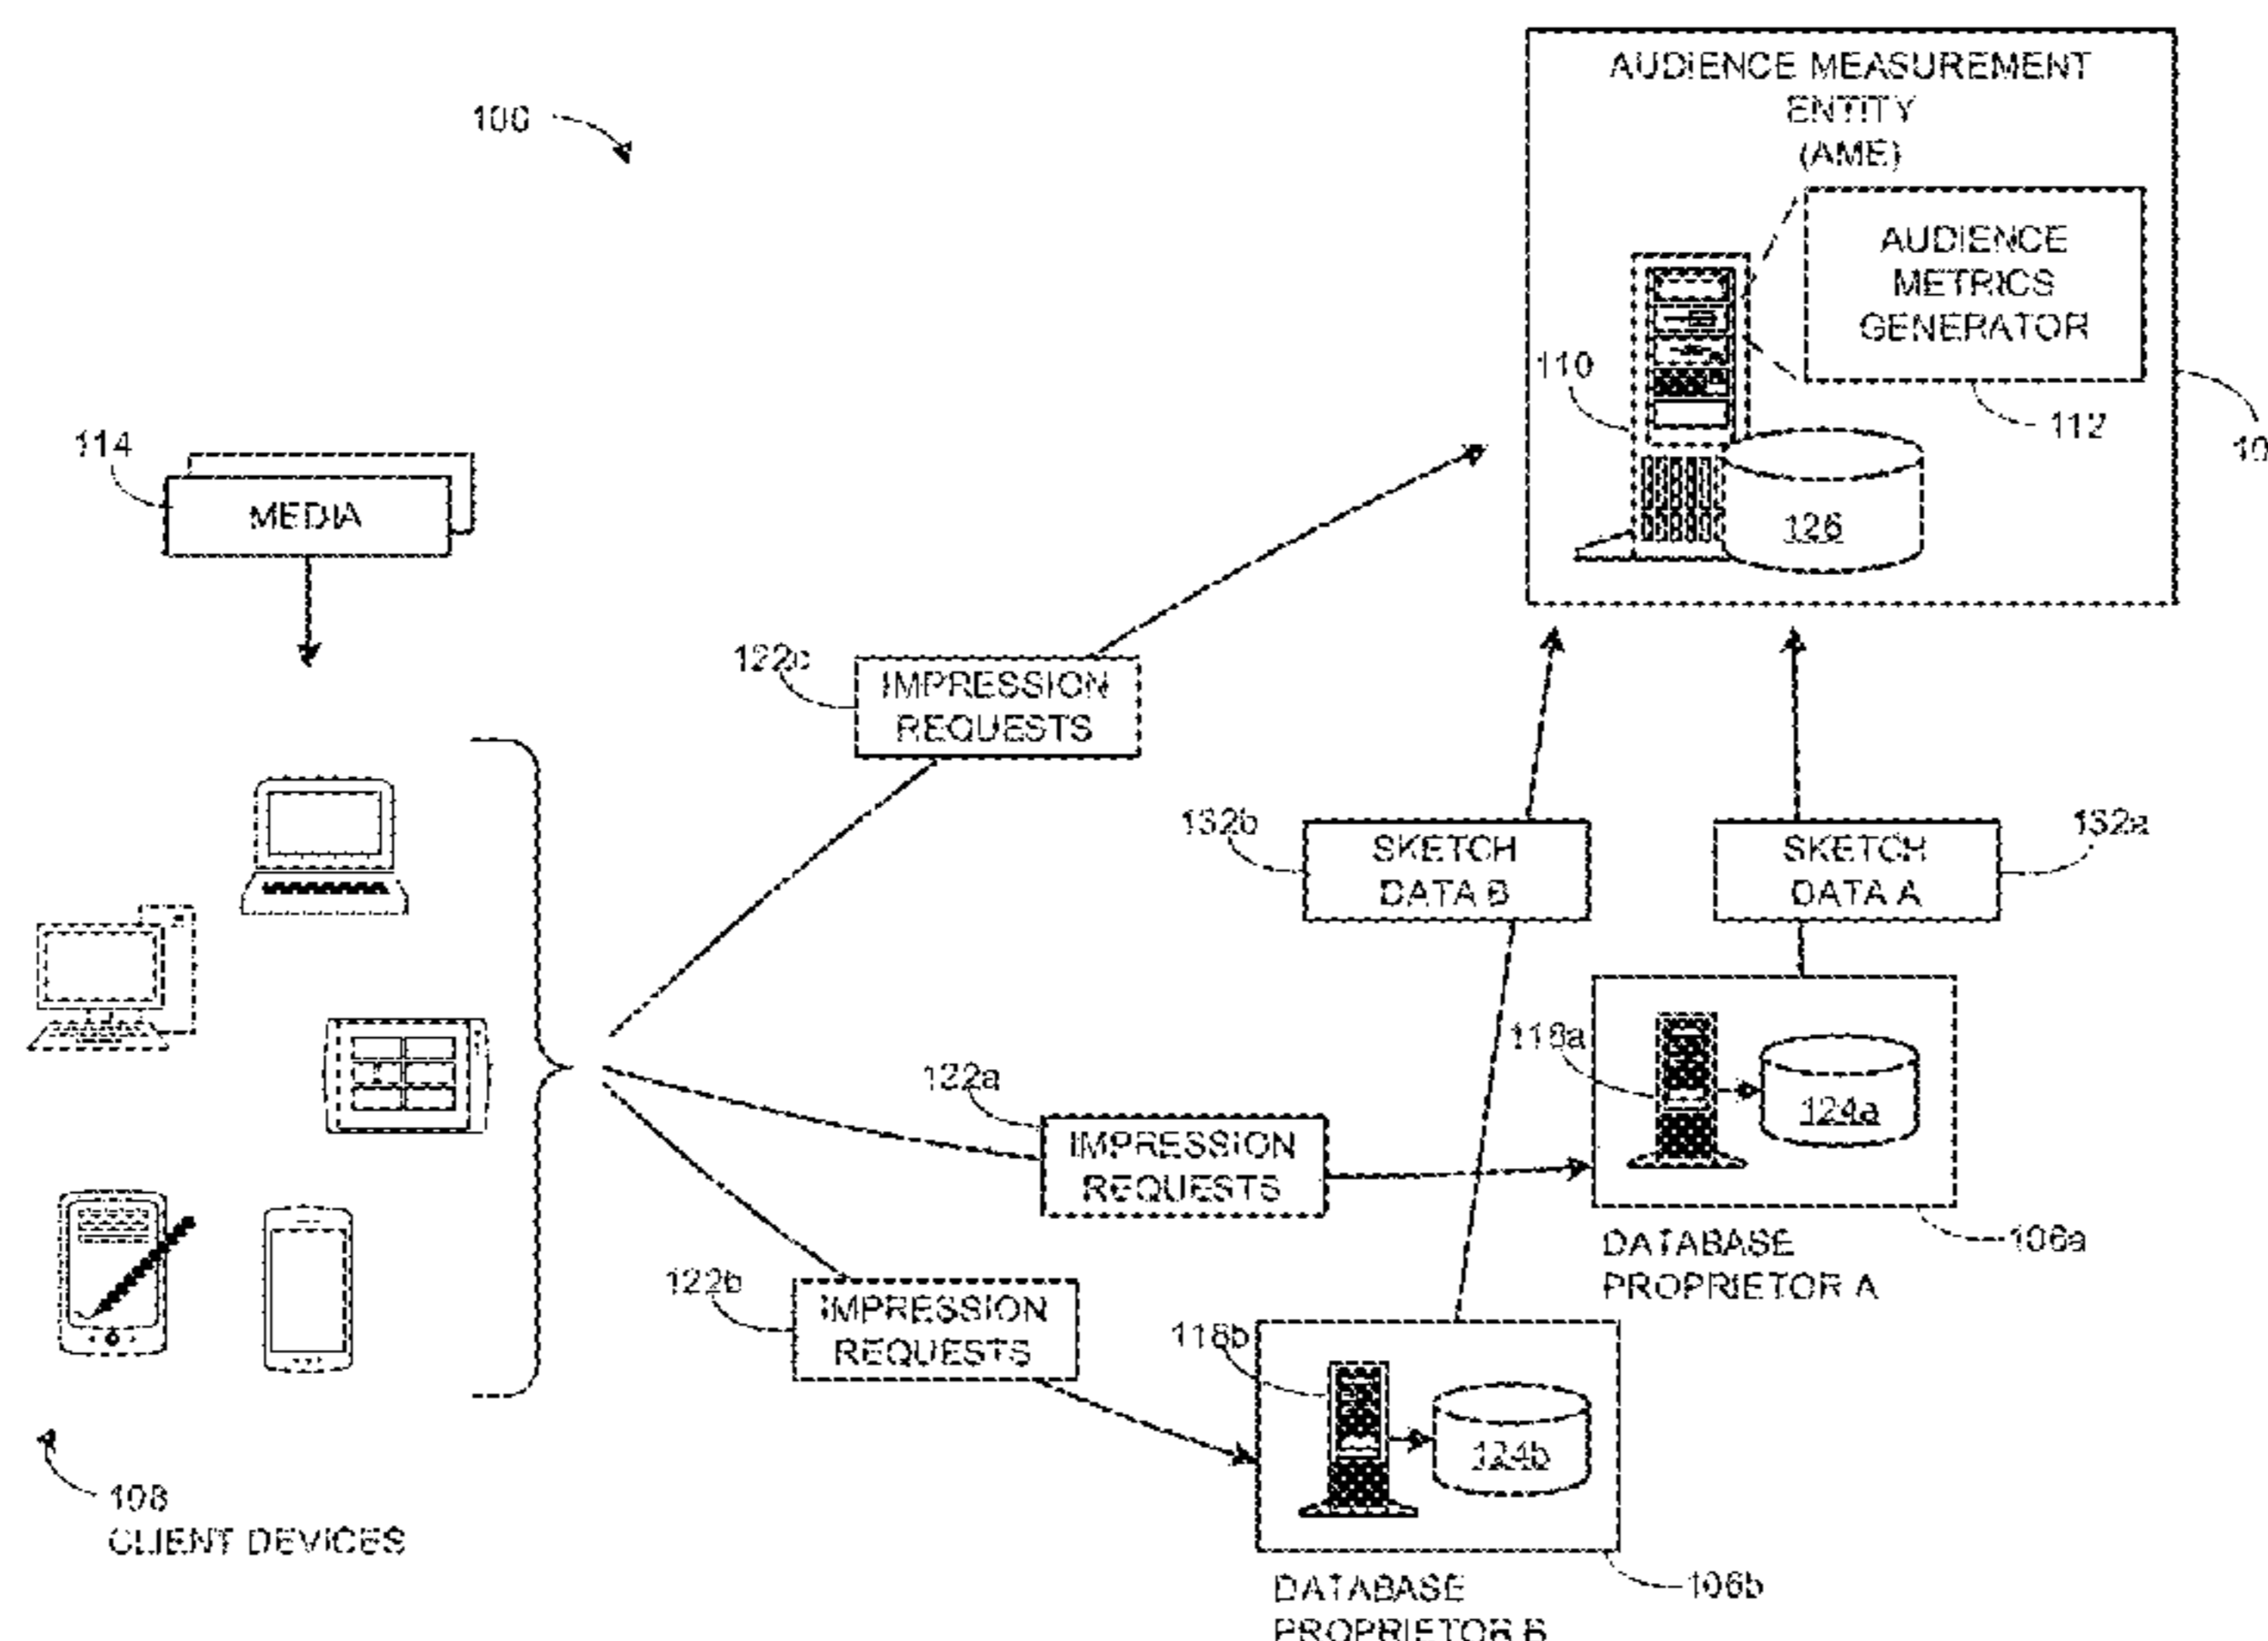 100
AUDIENCE MEASUREMENT
ENTITY
(AME)
AUDIENCE
METRICS
GENERATOR
110
112
10
126
114
MEDIA
122c
IMPRESSION
REQUESTS
132b
SKETCH
DATA B
SKETCH
DATA A
132a
118a
124a
122a
IMPRESSION
REQUESTS
106a
DATABASE
PROPRIETOR A
122b
IMPRESSION
REQUESTS
118b
124b
106b
DATABASE
PROPRIETOR B
108
CLIENT DEVICES